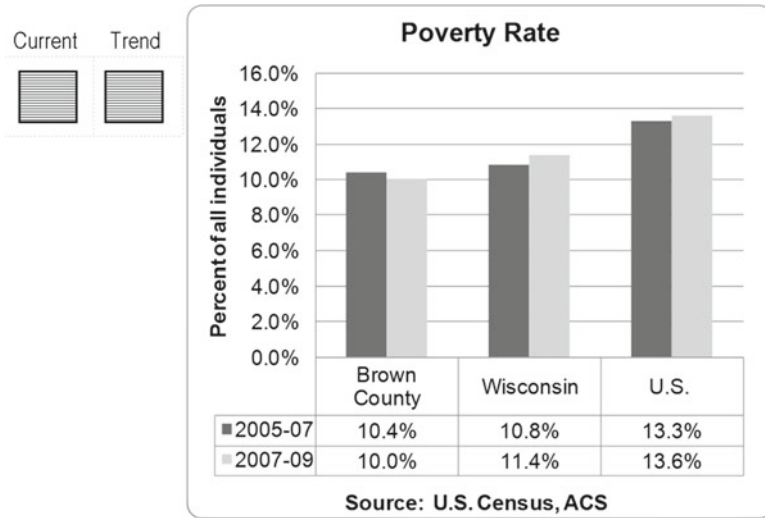 Current Trend
Poverty Rate
Percent of all individuals
16.0%
14.0%
12.0%
10.0%
8.0%
6.0%
4.0%
2.0%
0.0%
Brown County Wisconsin U.S.
2005-07 10.4% 10.8% 13.3%
2007-09 10.0% 11.4% 13.6%
Source: U.S. Census, ACS